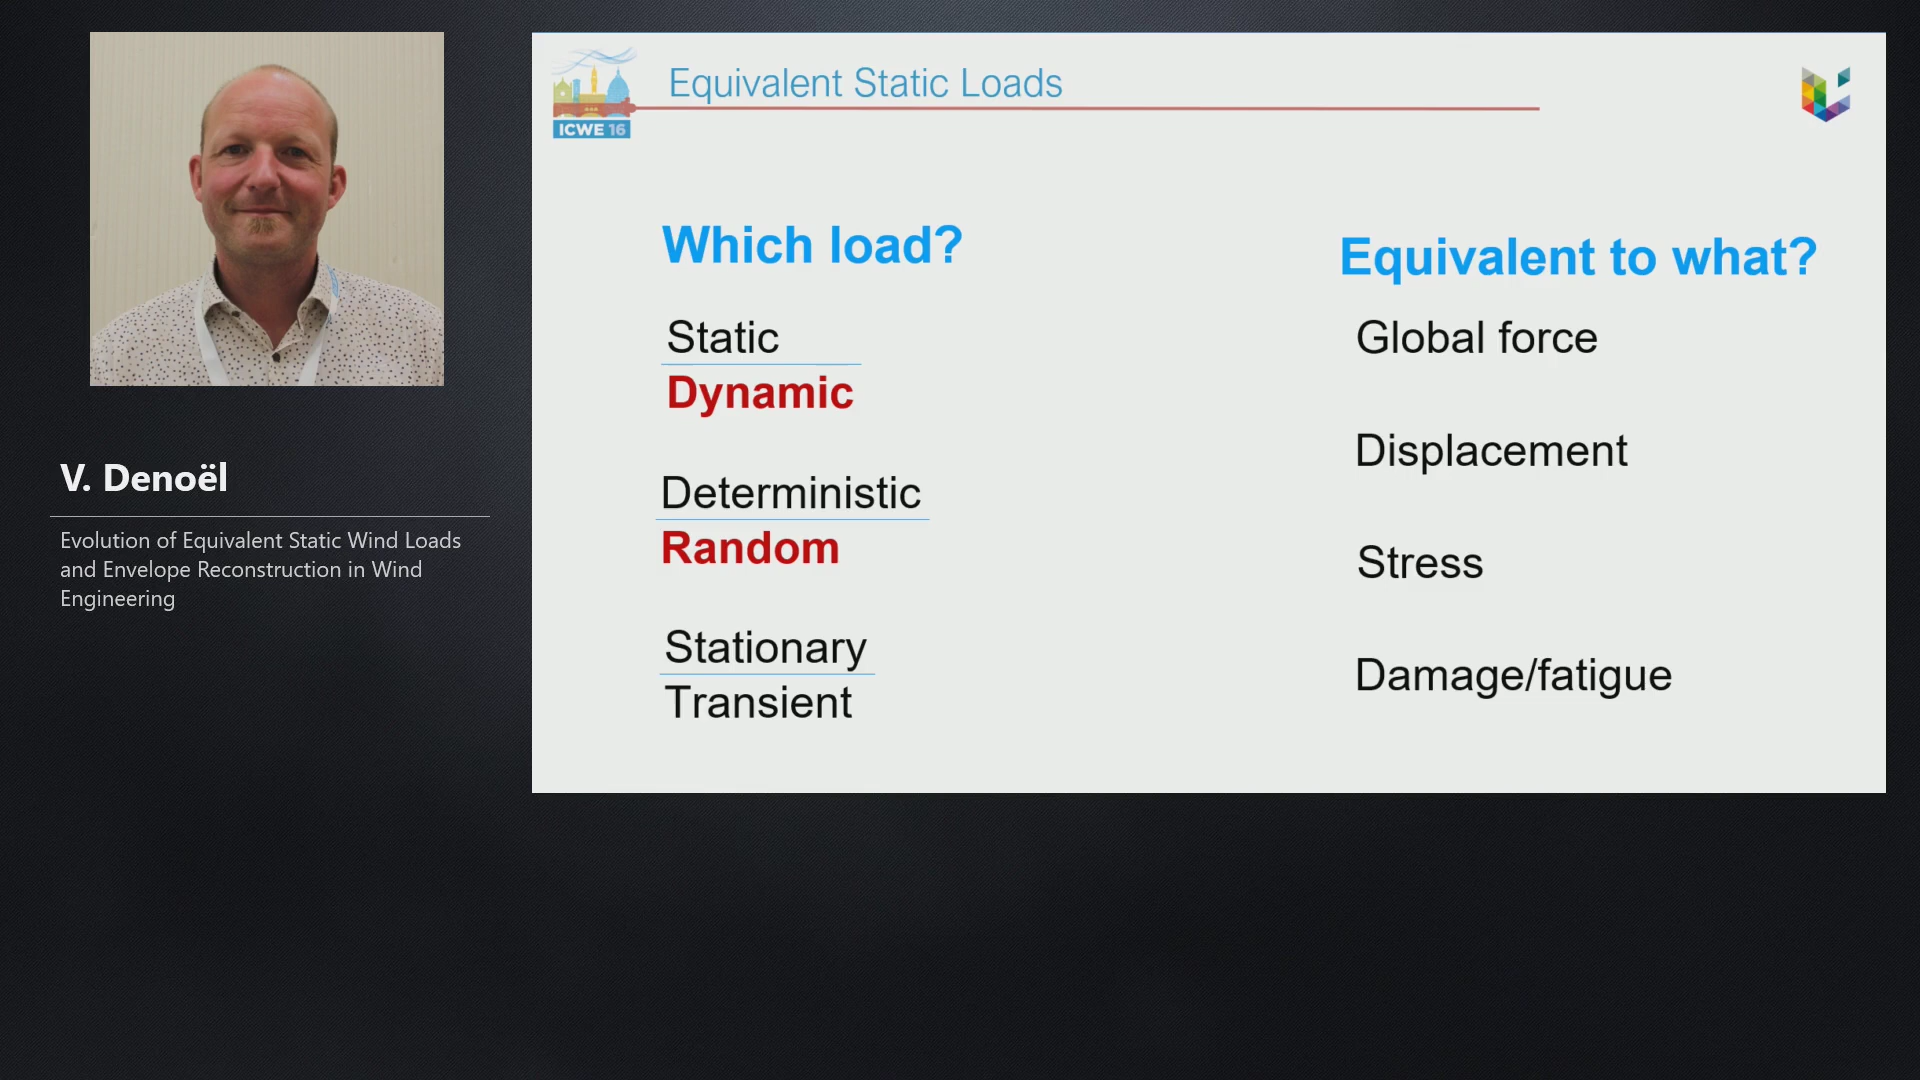 V. Denoël
Evolution of Equivalent Static Wind Loads
and Envelope Reconstruction in Wind
Engineering
ICWE 16
Equivalent Static Loads
Which load?
Static
Dynamic
Deterministic
Random
Stationary
Transient
Equivalent to what?
Global force
Displacement
Stress
Damage/fatigue